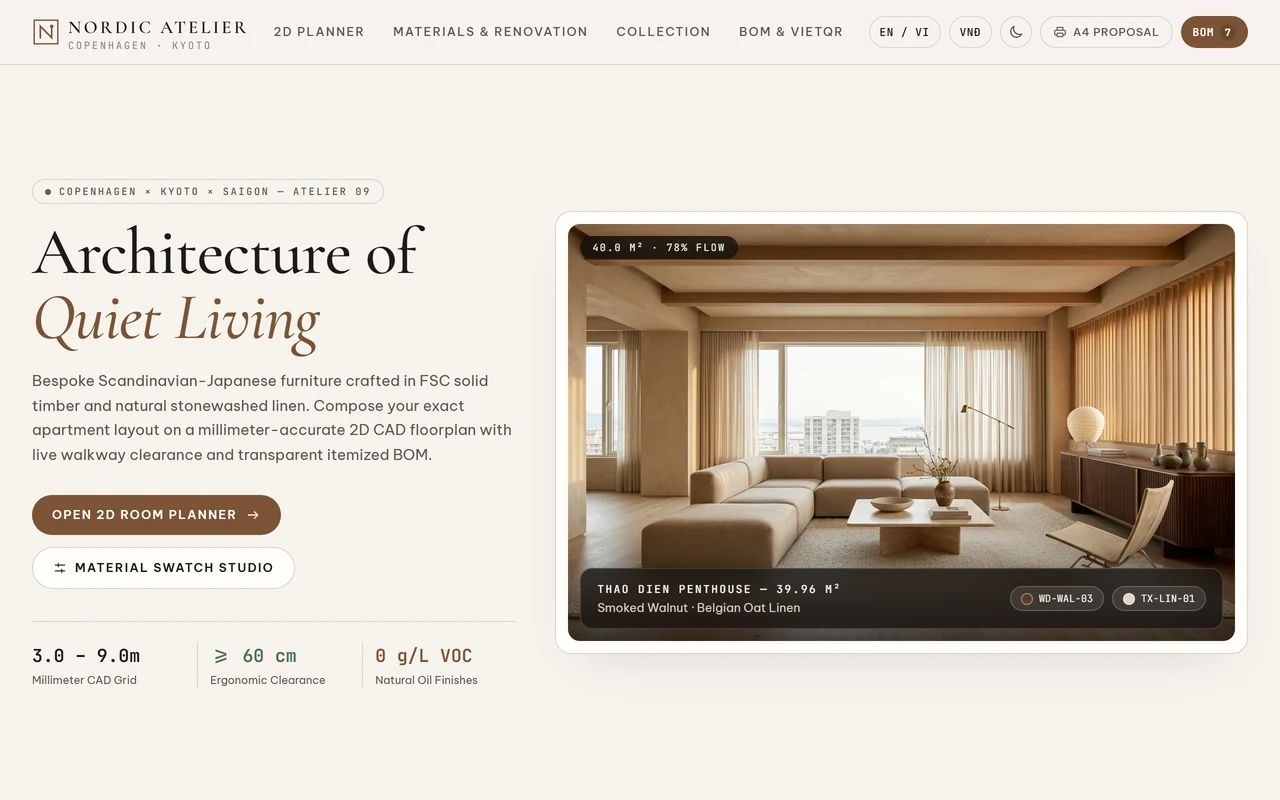 NORDIC ATELIER
COPENHAGEN · KYOTO
2D PLANNER
MATERIALS & RENOVATION
COLLECTION
BOM & VIETQR
EN / VI
VNĐ
A4 PROPOSAL
BOM 7
COPENHAGEN × KYOTO × SAIGON — ATELIER 09
Architecture of
Quiet Living
Bespoke Scandinavian-Japanese furniture crafted in FSC solid
timber and natural stonewashed linen. Compose your exact
apartment layout on a millimeter-accurate 2D CAD floorplan with
live walkway clearance and transparent itemized BOM.
OPEN 2D ROOM PLANNER →
MATERIAL SWATCH STUDIO
3.0 – 9.0m
Millimeter CAD Grid
≥ 60 cm
Ergonomic Clearance
0 g/L VOC
Natural Oil Finishes
40.0 M² · 78% FLOW
THAO DIEN PENTHOUSE — 39.96 M²
Smoked Walnut · Belgian Oat Linen
WD-WAL-03
TX-LIN-01